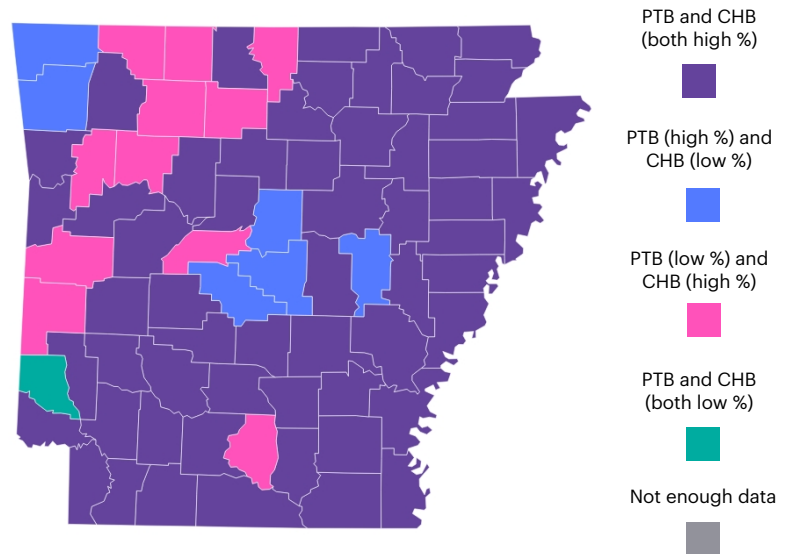 PTB and CHB
(both high %)
PTB (high %) and
CHB (low %)
PTB (low %) and
CHB (high %)
PTB and CHB
(both low %)
Not enough data